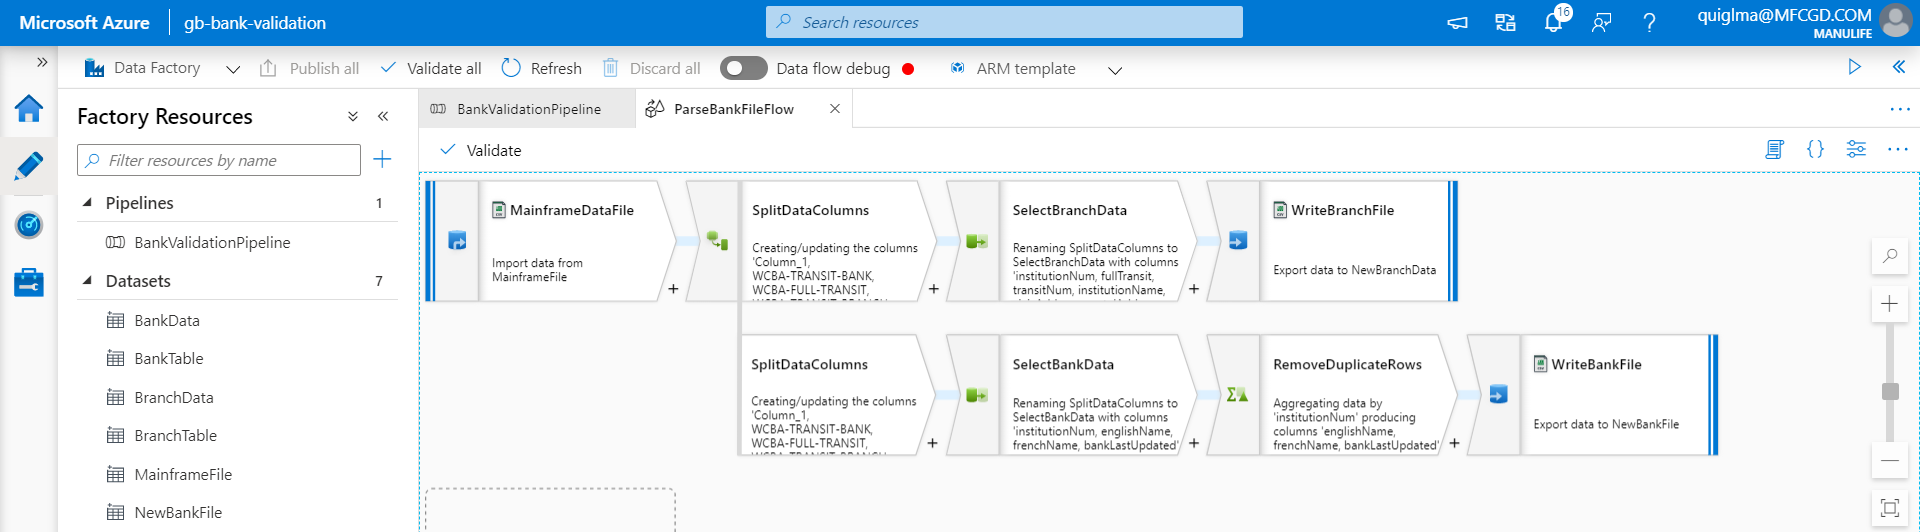 Microsoft Azure
gb-bank-validation
Search resources
16
quiglma@MFCGD.COM
MANULIFE
Data Factory
Publish all
Validate all
Refresh
Discard all
Data flow debug
ARM template
Factory Resources
Filter resources by name
Pipelines 1
BankValidationPipeline
Datasets 7
BankData
BankTable
BranchData
BranchTable
MainframeFile
NewBankFile
BankValidationPipeline
ParseBankFileFlow
Validate
MainframeDataFile
Import data from
MainframeFile
+
SplitDataColumns
Creating/updating the columns
'Column_1,
WCBA-TRANSIT-BANK,
WCBA-FULL-TRANSIT,
WCBA-TRANSIT-BRANCH
+
SelectBranchData
Renaming SplitDataColumns to
SelectBranchData with columns
'institutionNum, fullTransit,
transitNum, institutionName,
+
WriteBranchFile
Export data to NewBranchData
SplitDataColumns
Creating/updating the columns
'Column_1,
WCBA-TRANSIT-BANK,
WCBA-FULL-TRANSIT,
WCBA-TRANSIT-BRANCH
+
SelectBankData
Renaming SplitDataColumns to
SelectBankData with columns
'institutionNum, englishName,
frenchName, bankLastUpdated'
+
RemoveDuplicateRows
Aggregating data by
'institutionNum' producing
columns 'englishName,
frenchName, bankLastUpdated'
+
WriteBankFile
Export data to NewBankFile